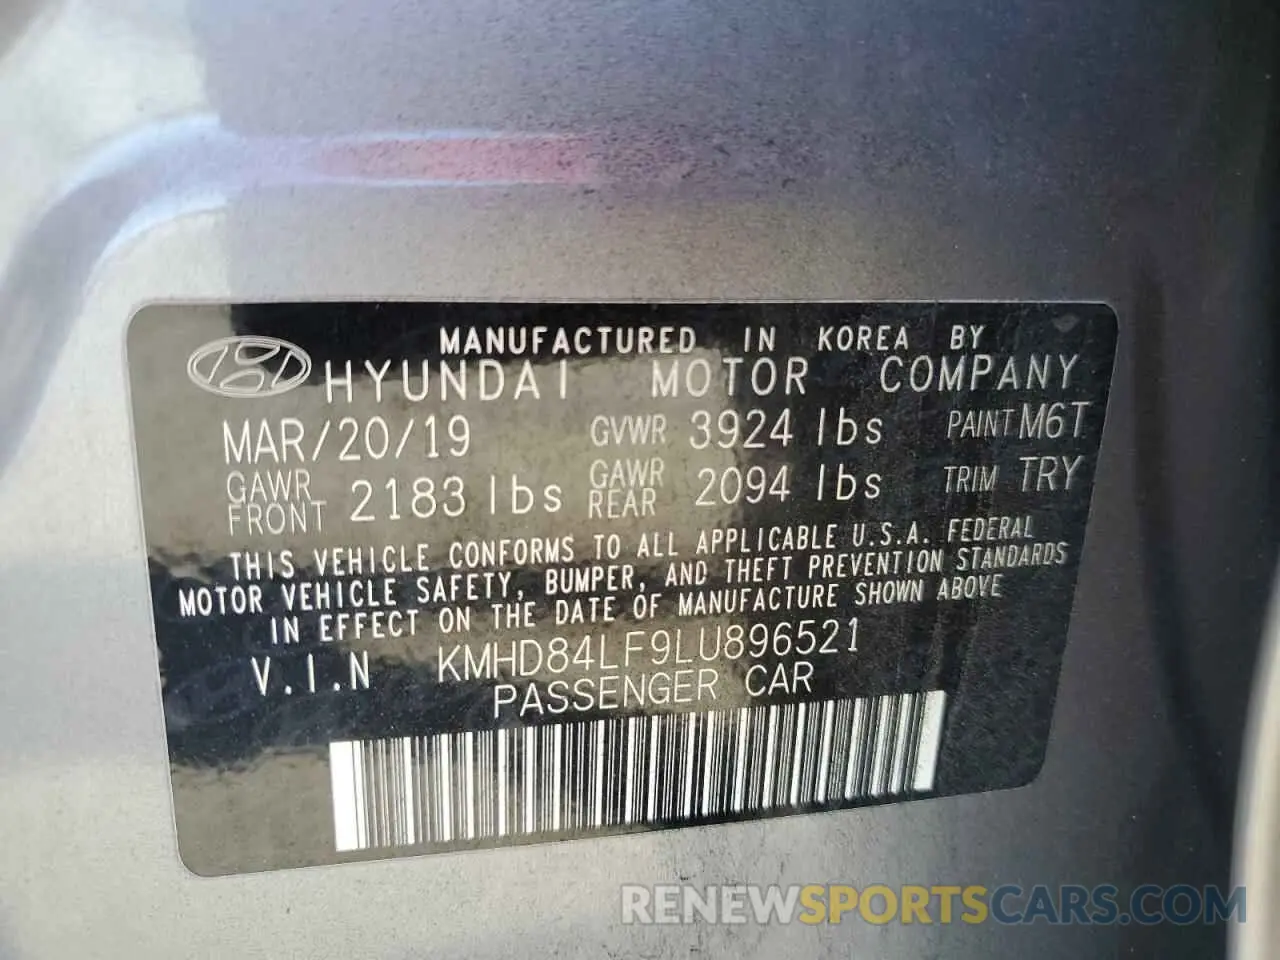 MANUFACTURED IN KOREA BY
HYUNDAI MOTOR COMPANY
MAR/20/19 GVWR 3924 lbs PAINT M6T
GAWR FRONT 2183 lbs GAWR REAR 2094 lbs TRIM TRY
THIS VEHICLE CONFORMS TO ALL APPLICABLE U.S.A. FEDERAL
MOTOR VEHICLE SAFETY, BUMPER, AND THEFT PREVENTION STANDARDS
IN EFFECT ON THE DATE OF MANUFACTURE SHOWN ABOVE
V.I.N KMHD84LF9LU896521
PASSENGER CAR
RENEWSPORTSCARS.COM